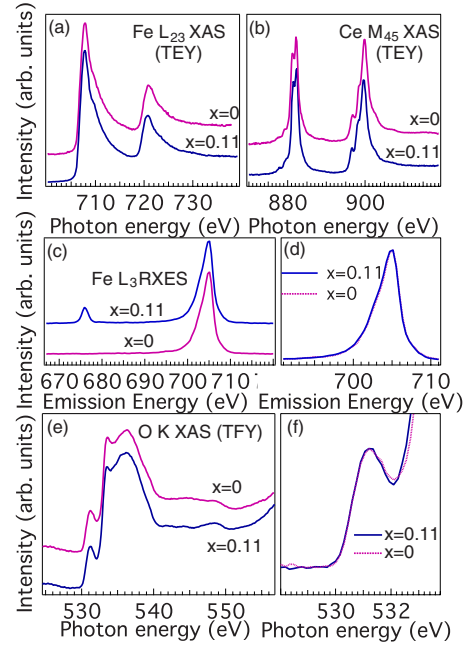 Intensity (arb. units)
(a)
Fe L23 XAS
(TEY)
x=0
x=0.11
710
720
730
Photon energy (eV)
(b)
Ce M45 XAS
(TEY)
x=0
x=0.11
880
900
Photon energy (eV)
Intensity (arb. units)
(c)
Fe L3RXES
x=0.11
x=0
670
680
690
700
710
Emission Energy (eV)
(d)
x=0.11
x=0
700
710
Emission Energy (eV)
Intensity (arb. units)
(e)
O K XAS (TFY)
x=0
x=0.11
530
540
550
Photon energy (eV)
(f)
x=0.11
x=0
530
532
Photon energy (eV)